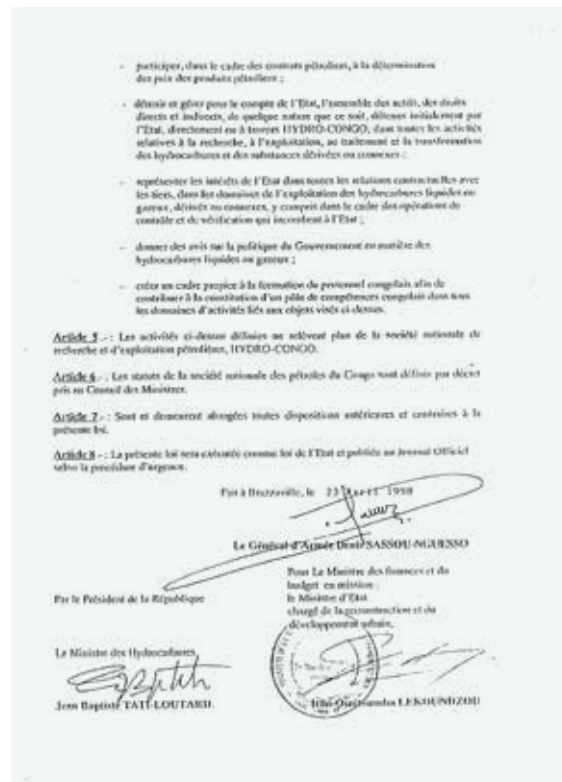 - participer, dans le cadre des contrats pétroliers, à la détermination
des prix des produits pétroliers ;
- détenir et gérer pour le compte de l'Etat, l'ensemble des actifs, des droits
directs et indirects, de quelque nature que ce soit, détenus initialement par
l'Etat, directement ou à travers HYDRO-CONGO, dans toutes les activités
relatives à la recherche, à l'exploitation, au traitement et la transformation
des hydrocarbures et des substances dérivées ou connexes ;
- représenter les intérêts de l'Etat dans toutes les relations contractuelles avec
les tiers, dans les domaines de l'exploitation des hydrocarbures liquides ou
gazeux, dérivés ou connexes, y compris dans le cadre des opérations de
contrôle et de vérification qui incombent à l'Etat ;
- donner des avis sur la politique du Gouvernement en matière des
hydrocarbures liquides ou gazeux ;
- créer un cadre propice à la formation du personnel congolais afin de
contribuer à la constitution d'un pôle de compétences congolais dans tous
les domaines d'activités liés aux objets visés ci-dessus.
Article 5 - : Les activités ci-dessus définies ne relèvent plus de la société nationale de
recherche et d'exploitation pétrolières, HYDRO-CONGO.
Article 6 - . Les statuts de la société nationale des pétroles du Congo sont définis par décret
pris en Conseil des Ministres.
Article 7 - : Sont et demeurent abrogées toutes dispositions antérieures et contraires à la
présente loi.
Article 8 - : La présente loi sera exécutée comme loi de l'Etat et publiée au Journal Officiel
selon la procédure d'urgence.
Fait à Brazzaville, le 23 Avril 1998
Le Général d'Armée Denis SASSOU-NGUESSO
Par le Président de la République
Pour Le Ministre des finances et du
budget en mission :
le Ministre d'Etat
chargé de la reconstruction et du
développement urbain,
Le Ministre des Hydrocarbures
Jean Baptiste TATI-LOUTARD.
LEKOUNDZOU